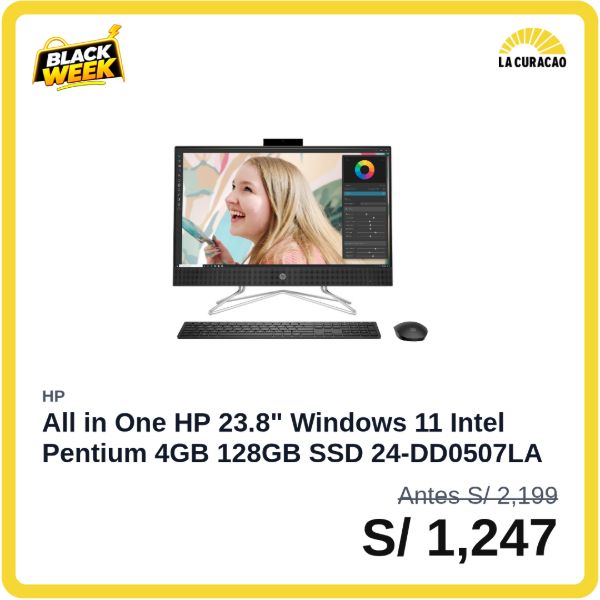 BLACK
WEEK
LA CURACAO
HP
All in One HP 23.8" Windows 11 Intel
Pentium 4GB 128GB SSD 24-DD0507LA
Antes S/ 2,199
S/ 1,247